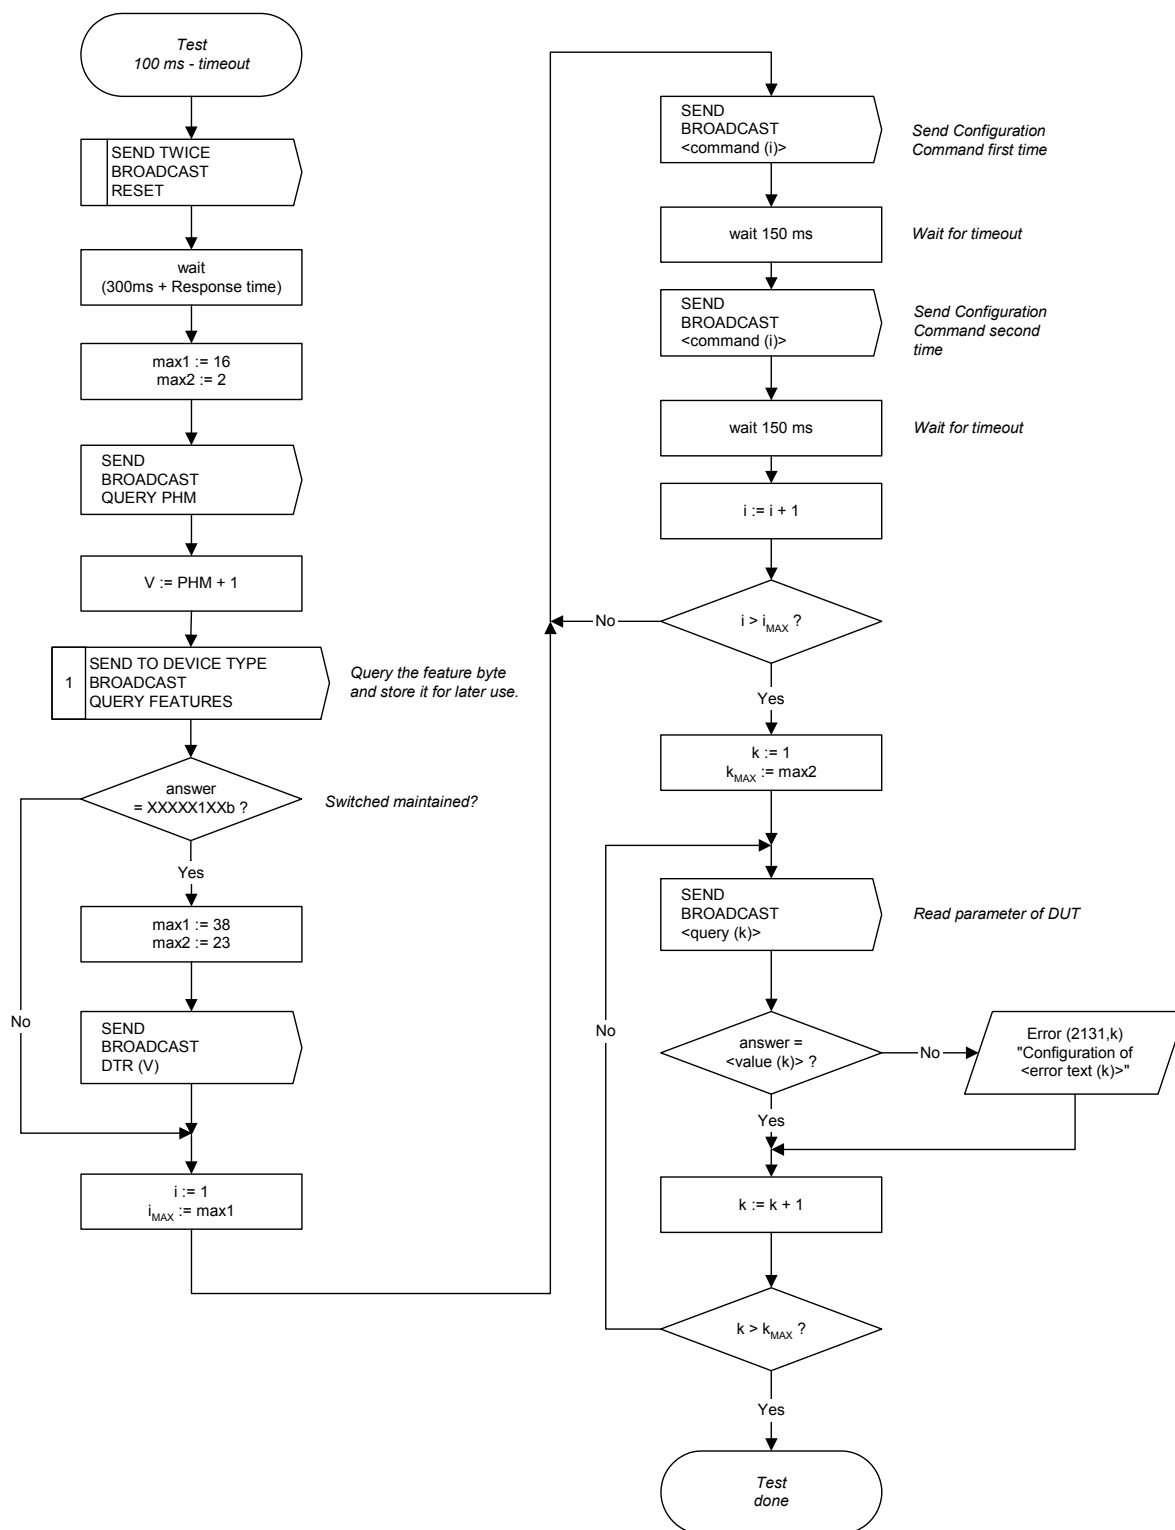 Test
100 ms - timeout
SEND TWICE
BROADCAST
RESET
wait
(300ms + Response time)
max1 := 16
max2 := 2
SEND
BROADCAST
QUERY PHM
V := PHM + 1
1
SEND TO DEVICE TYPE
BROADCAST
QUERY FEATURES
Query the feature byte
and store it for later use.
answer
= XXXXX1XXb ?
Switched maintained?
Yes
No
max1 := 38
max2 := 23
SEND
BROADCAST
DTR (V)
i := 1
iMAX := max1
SEND
BROADCAST
<command (i)>
Send Configuration
Command first time
wait 150 ms
Wait for timeout
SEND
BROADCAST
<command (i)>
Send Configuration
Command second
time
wait 150 ms
Wait for timeout
i := i + 1
i > iMAX ?
No
Yes
k := 1
kMAX := max2
SEND
BROADCAST
<query (k)>
Read parameter of DUT
answer =
<value (k)> ?
No
Error (2131,k)
"Configuration of
<error text (k)>"
Yes
k := k + 1
k > kMAX ?
No
Yes
Test
done